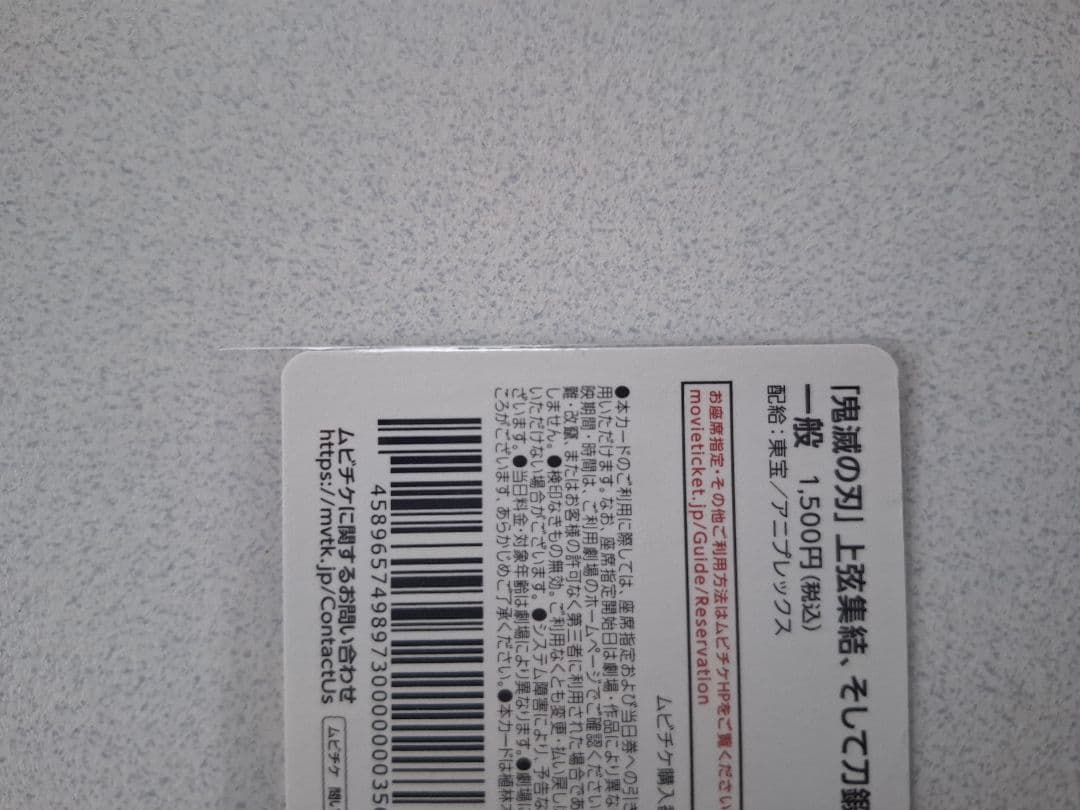 「鬼滅の刃」上弦集結、そして刀鍛
一般 1,500円(税込)
配給：東宝／アニプレックス
お座席指定・その他ご利用方法はムビチケHPをご覧ください
movieticket.jp/Guide/Reservation
ムビチケ購入
●本カードのご利用に際しては、座席指定および当日券への引き
用いただけます。なお、座席指定開始日は劇場・作品により異な
映期間・時間は、ご利用劇場のホームページでご確認ください
難・改竄、またはお客様の許可なく第三者に利用された場合であ
しません。●検印なきもの無効。ご利用なくとも変更・払い戻し
いただけない場合がございます。●システム障害により、予告な
ざいます。●当日料金・対象年齢は劇場により異なります。●劇場に
ころがございます、あらかじめご了承ください。●本カードは植林
458965749897300000003
ムビチケに関するお問い合わせ
https://mvtk.jp/ContactUs
ムビチケ 問い